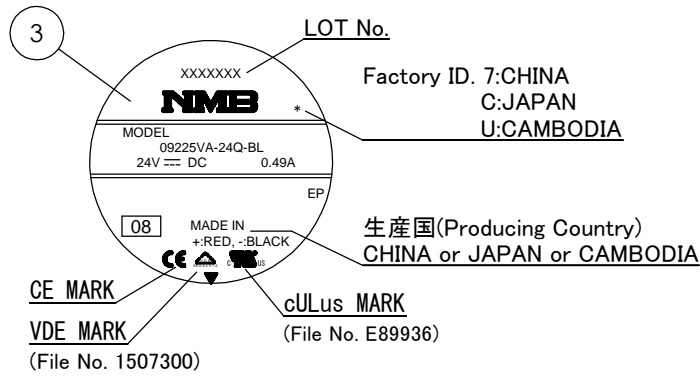 3
LOT No.
XXXXXXX
NMB
*
Factory ID. 7:CHINA
C:JAPAN
U:CAMBODIA
MODEL
09225VA-24Q-BL
24V ⎓ DC 0.49A
EP
08
MADE IN
+:RED, -:BLACK
生産国(Producing Country)
CHINA or JAPAN or CAMBODIA
CE
c US
CE MARK
cULus MARK
(File No. E89936)
VDE MARK
(File No. 1507300)